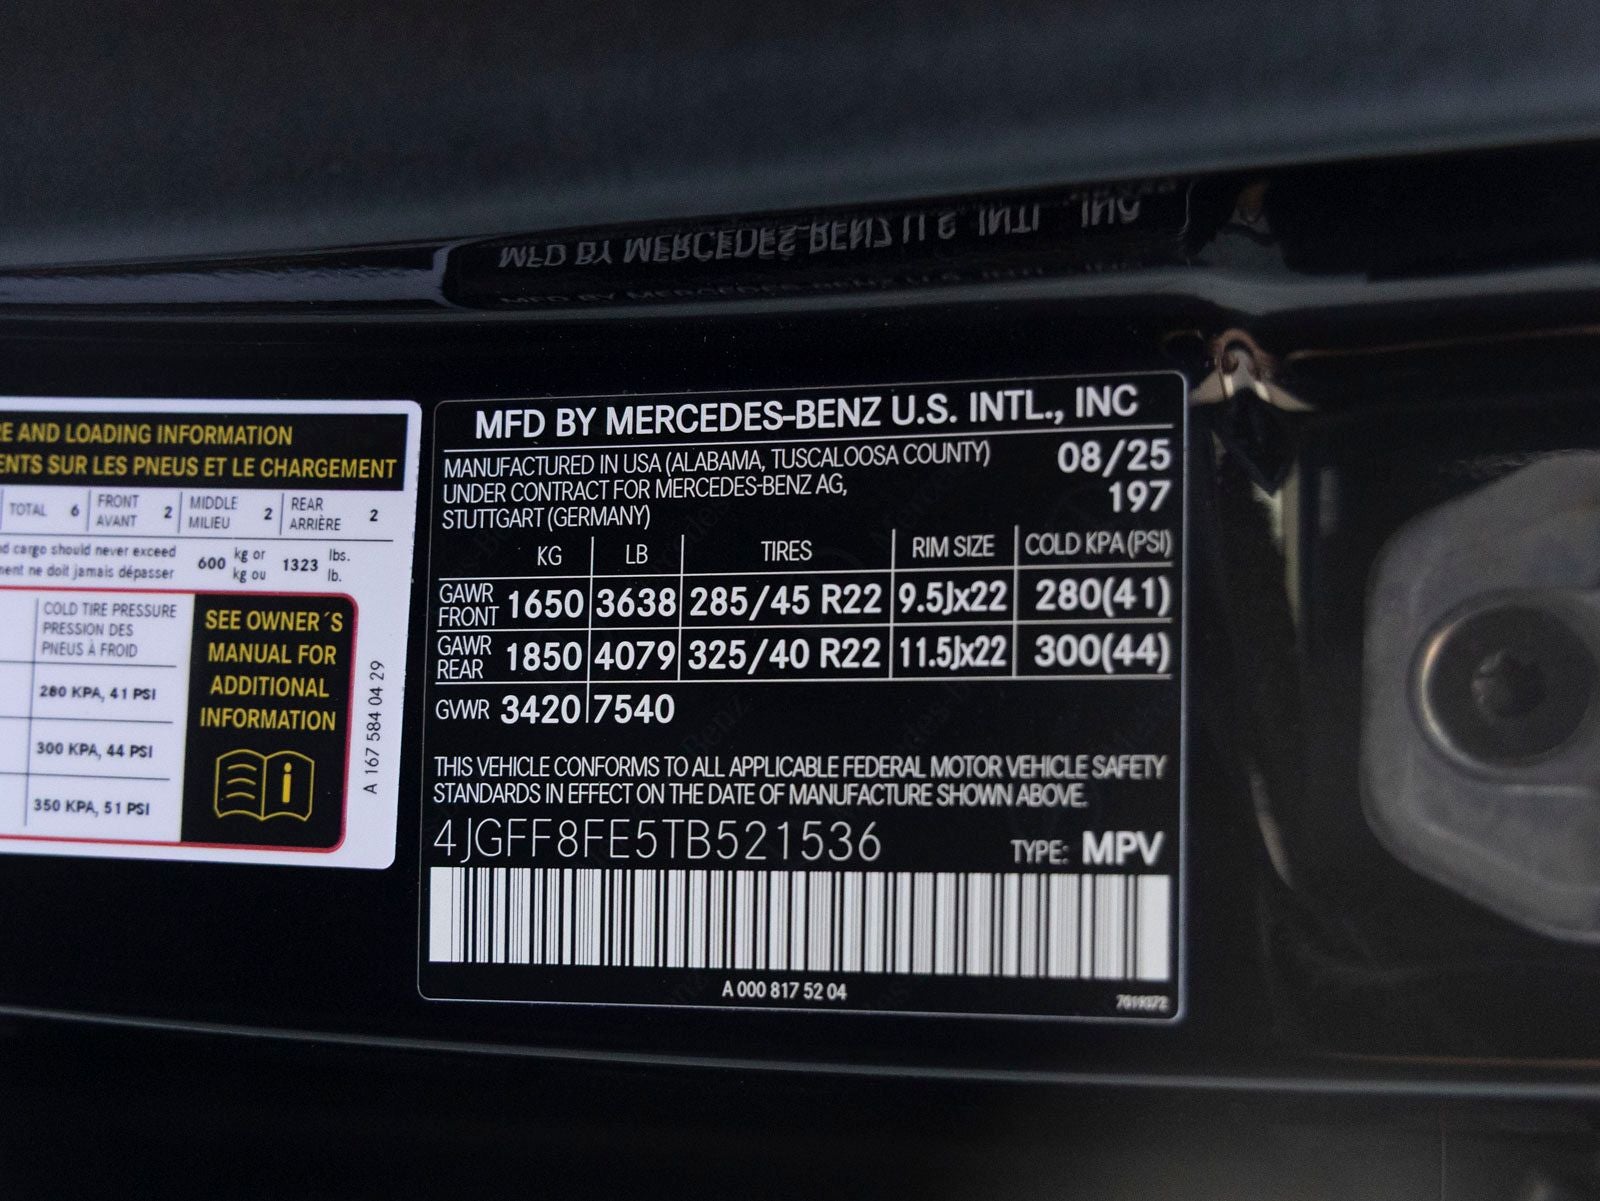 MFD BY MERCEDES-BENZ U.S. INTL., INC
RE AND LOADING INFORMATION
ENTS SUR LES PNEUS ET LE CHARGEMENT
TOTAL 6 FRONT AVANT 2 MIDDLE MILIEU 2 REAR ARRIÈRE 2
d cargo should never exceed 600 kg or 1323 lbs.
ment ne doit jamais dépasser kg ou lb.
COLD TIRE PRESSURE
PRESSION DES
PNEUS À FROID
280 KPA, 41 PSI
300 KPA, 44 PSI
350 KPA, 51 PSI
SEE OWNER´S
MANUAL FOR
ADDITIONAL
INFORMATION
A 167 584 04 29
MFD BY MERCEDES-BENZ U.S. INTL., INC
MANUFACTURED IN USA (ALABAMA, TUSCALOOSA COUNTY) 08/25
UNDER CONTRACT FOR MERCEDES-BENZ AG, 197
STUTTGART (GERMANY)
KG LB TIRES RIM SIZE COLD KPA (PSI)
GAWR FRONT 1650 3638 285/45 R22 9.5Jx22 280(41)
GAWR REAR 1850 4079 325/40 R22 11.5Jx22 300(44)
GVWR 3420 7540
THIS VEHICLE CONFORMS TO ALL APPLICABLE FEDERAL MOTOR VEHICLE SAFETY
STANDARDS IN EFFECT ON THE DATE OF MANUFACTURE SHOWN ABOVE.
4JGFF8FE5TB521536 TYPE: MPV
A 000 817 52 04